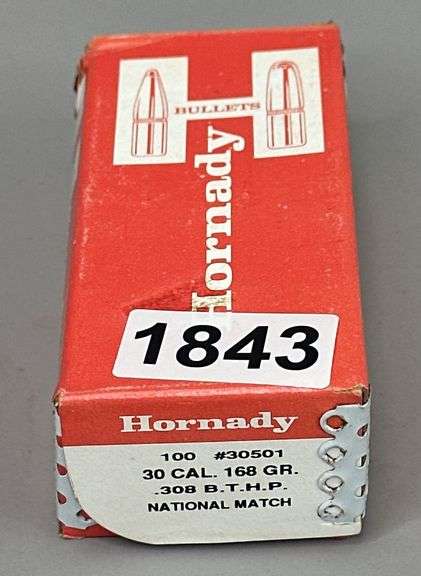 BULLETS
Hornady
1843
Hornady
100 #30501
30 CAL. 168 GR.
.308 B.T.H.P.
NATIONAL MATCH